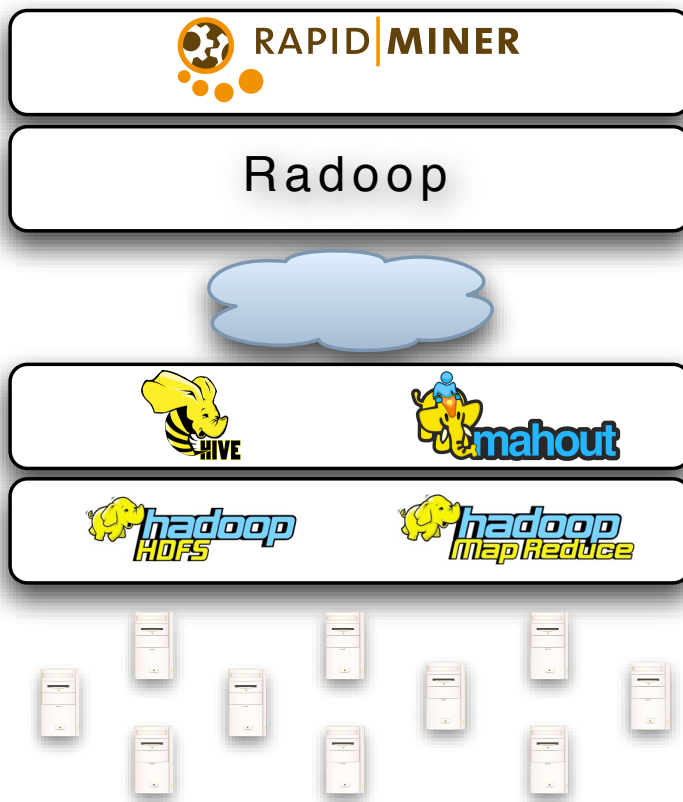 RAPID MINER
Radoop
HIVE
mahout
hadoop
HDFS
hadoop
Map Reduce